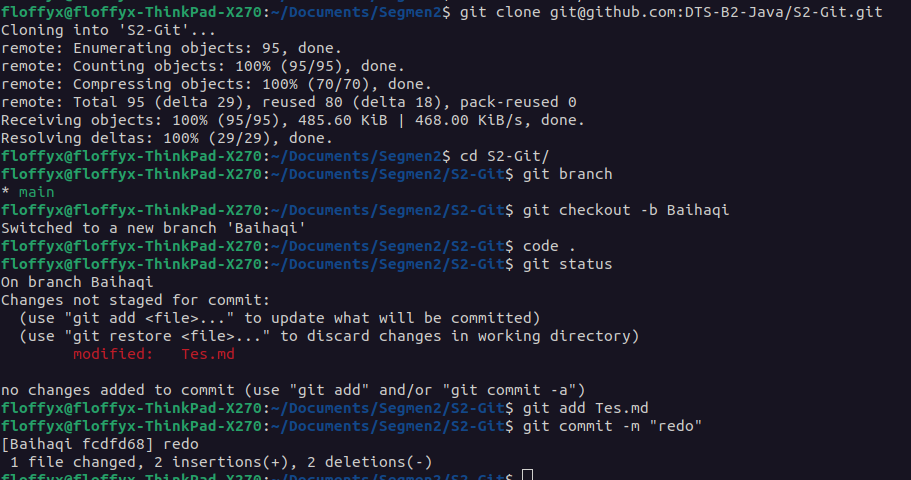 floffyx@floffyx-ThinkPad-X270:~/Documents/Segmen2$ git clone git@github.com:DTS-B2-Java/S2-Git.git
Cloning into 'S2-Git'...
remote: Enumerating objects: 95, done.
remote: Counting objects: 100% (95/95), done.
remote: Compressing objects: 100% (70/70), done.
remote: Total 95 (delta 29), reused 80 (delta 18), pack-reused 0
Receiving objects: 100% (95/95), 485.60 KiB | 468.00 KiB/s, done.
Resolving deltas: 100% (29/29), done.
floffyx@floffyx-ThinkPad-X270:~/Documents/Segmen2$ cd S2-Git/
floffyx@floffyx-ThinkPad-X270:~/Documents/Segmen2/S2-Git$ git branch
* main
floffyx@floffyx-ThinkPad-X270:~/Documents/Segmen2/S2-Git$ git checkout -b Baihaqi
Switched to a new branch 'Baihaqi'
floffyx@floffyx-ThinkPad-X270:~/Documents/Segmen2/S2-Git$ code .
floffyx@floffyx-ThinkPad-X270:~/Documents/Segmen2/S2-Git$ git status
On branch Baihaqi
Changes not staged for commit:
  (use "git add <file>..." to update what will be committed)
  (use "git restore <file>..." to discard changes in working directory)
        modified:   Tes.md

no changes added to commit (use "git add" and/or "git commit -a")
floffyx@floffyx-ThinkPad-X270:~/Documents/Segmen2/S2-Git$ git add Tes.md
floffyx@floffyx-ThinkPad-X270:~/Documents/Segmen2/S2-Git$ git commit -m "redo"
[Baihaqi fcdfd68] redo
 1 file changed, 2 insertions(+), 2 deletions(-)
floffyx@floffyx-ThinkPad-X270:~/Documents/Segmen2/S2-Git$